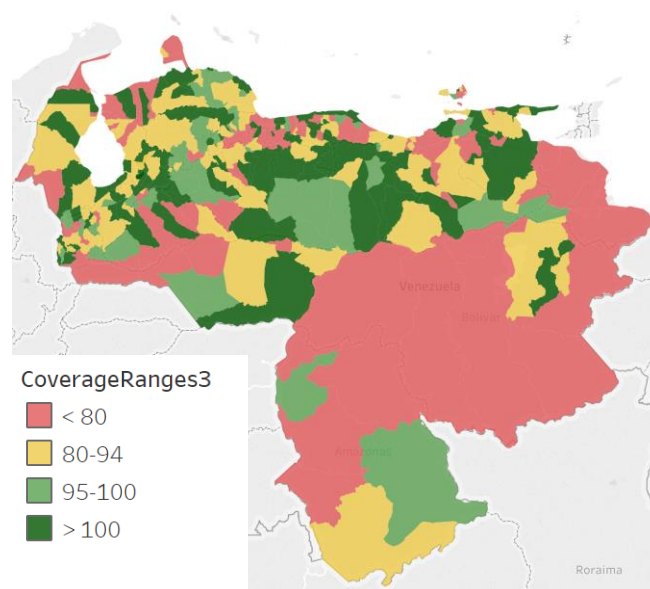 Venezuela
Bolívar
CoverageRanges3
< 80
80-94
95-100
> 100
Amazonas
Roraima